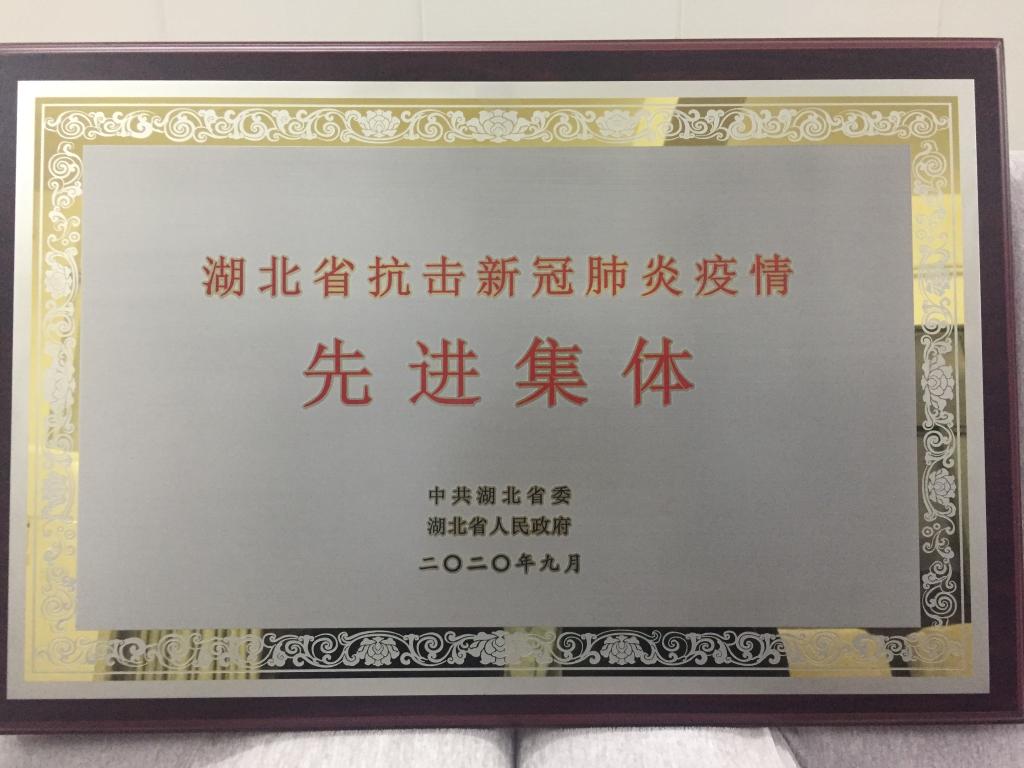 湖北省抗击新冠肺炎疫情
先进集体
中共湖北省委
湖北省人民政府
二〇二〇年九月